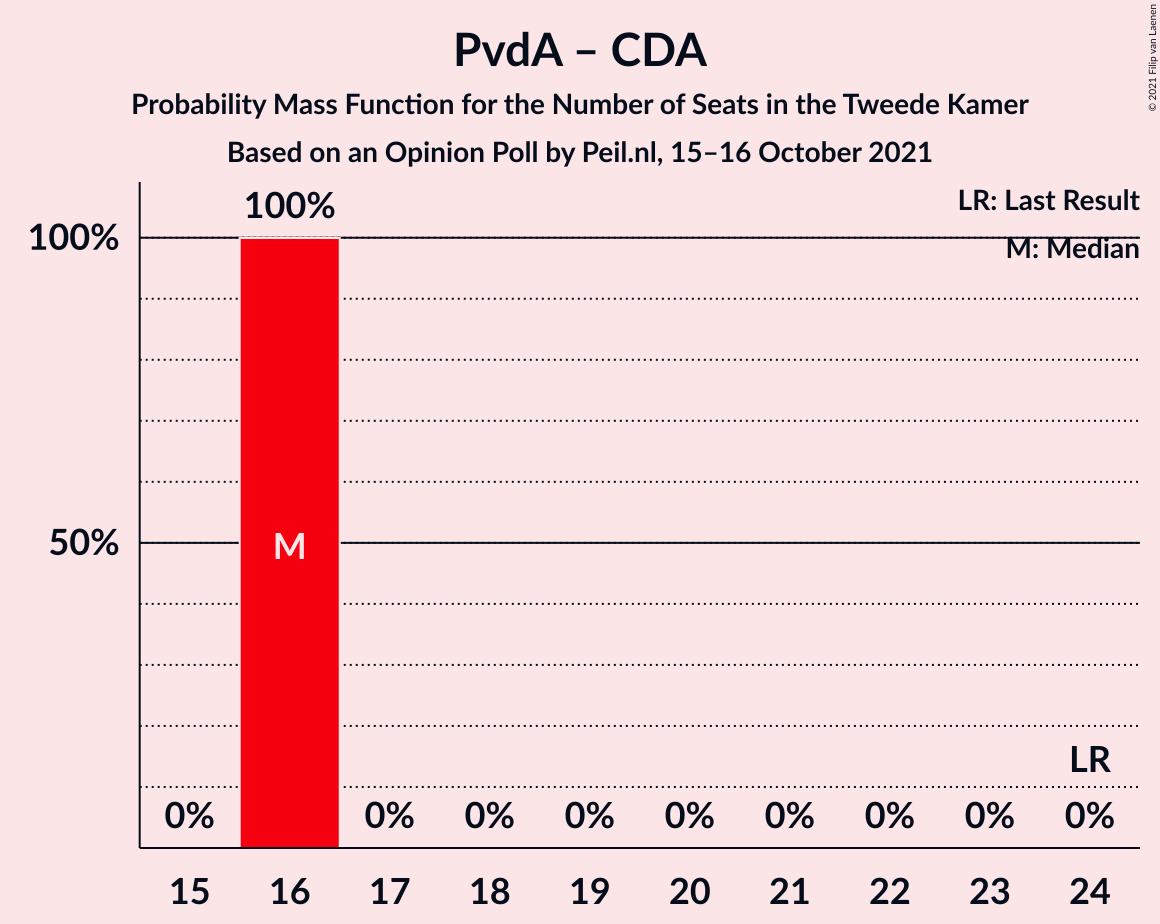 PvdA – CDA
Probability Mass Function for the Number of Seats in the Tweede Kamer
Based on an Opinion Poll by Peil.nl, 15–16 October 2021
© 2021 Filip van Laenen
LR: Last Result
M: Median
100%
100%
50%
M
LR
0% 0% 0% 0% 0% 0% 0% 0% 0%
15 16 17 18 19 20 21 22 23 24